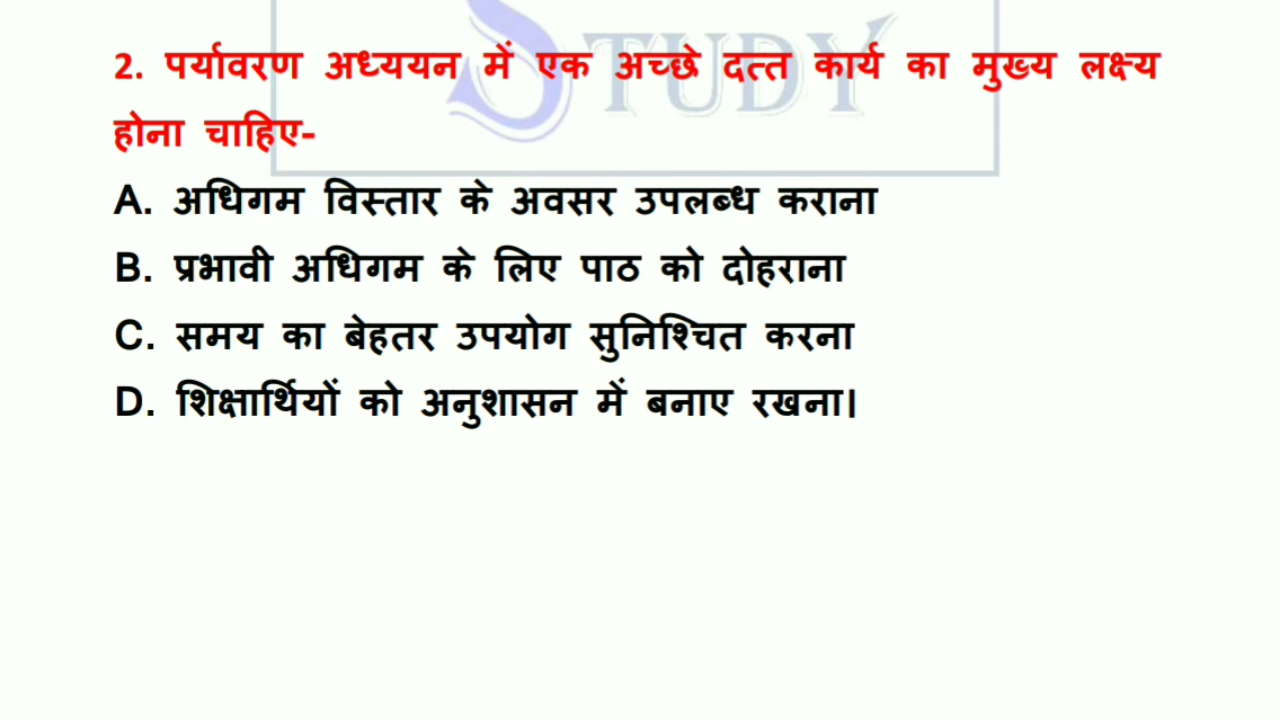 STUDY
2. पर्यावरण अध्ययन में एक अच्छे दत्त कार्य का मुख्य लक्ष्य
होना चाहिए-
A. अधिगम विस्तार के अवसर उपलब्ध कराना
B. प्रभावी अधिगम के लिए पाठ को दोहराना
C. समय का बेहतर उपयोग सुनिश्चित करना
D. शिक्षार्थियों को अनुशासन में बनाए रखना।